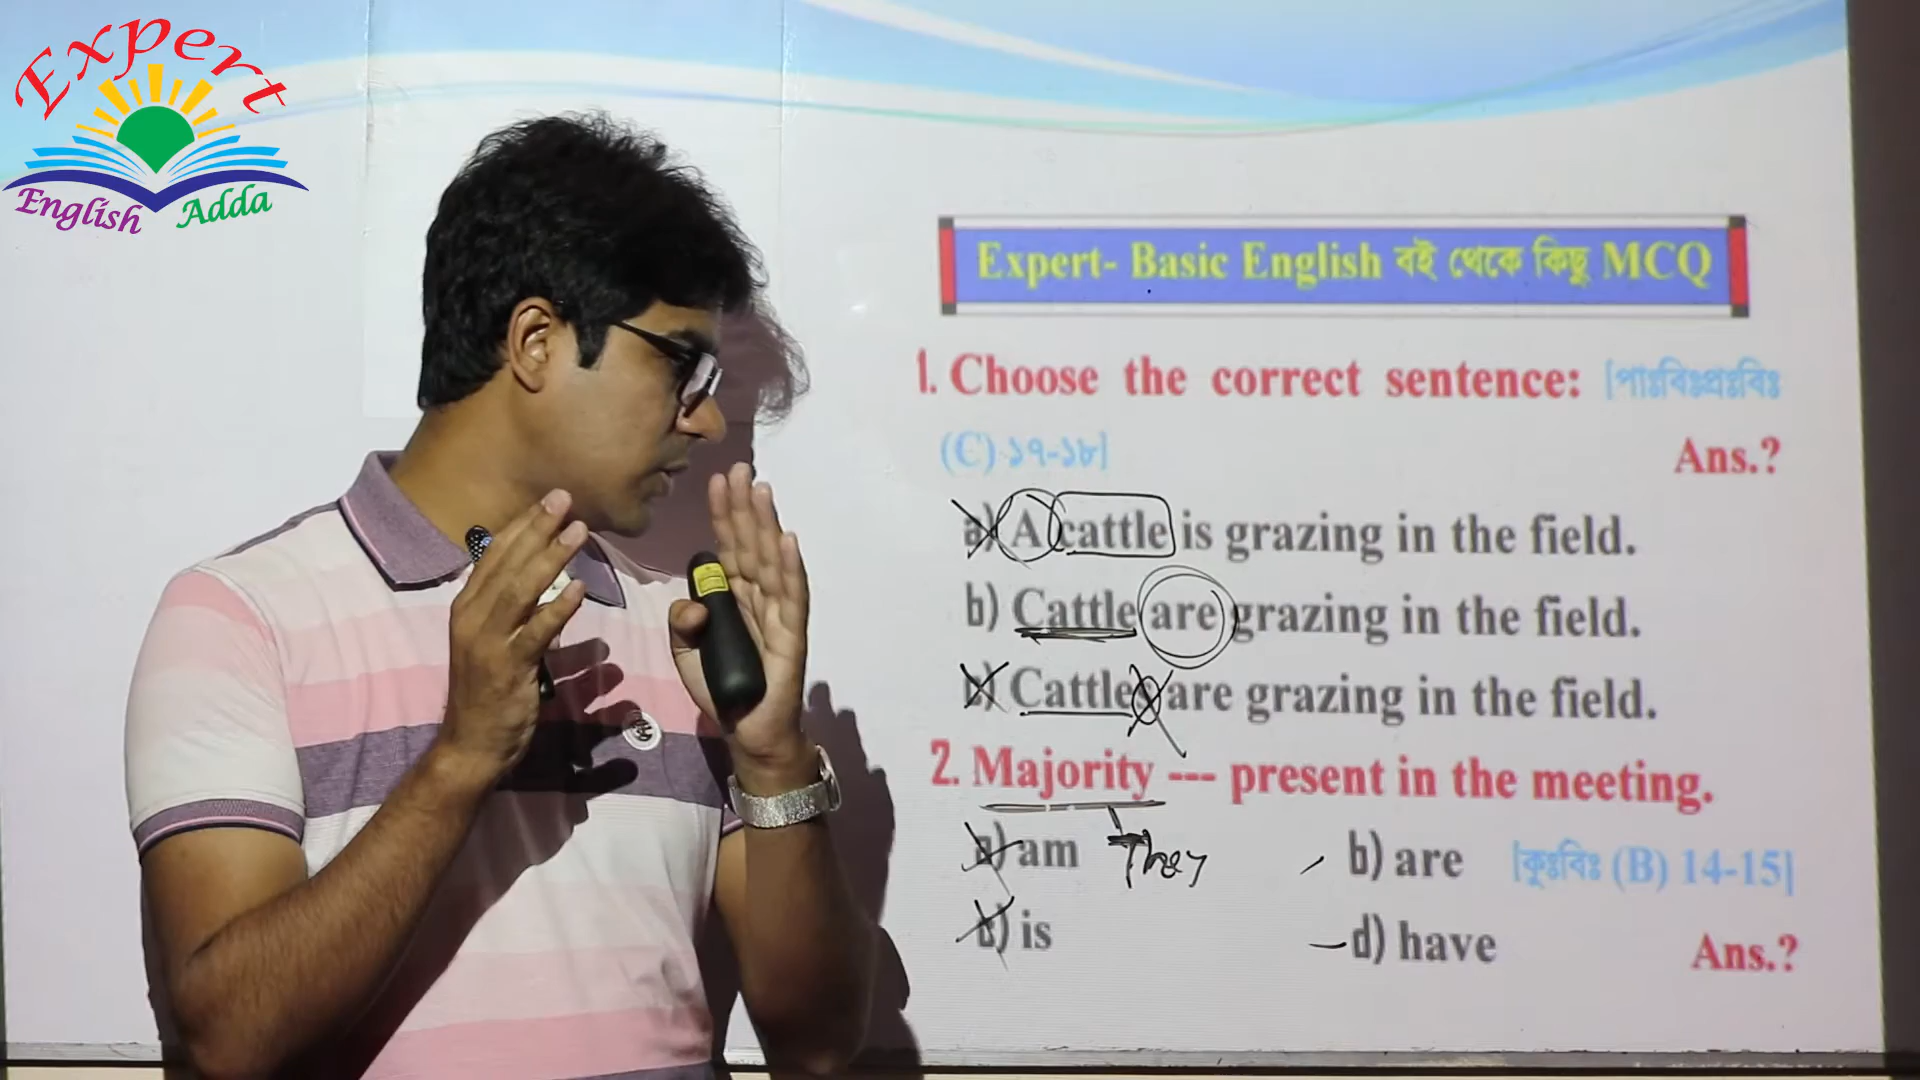 Expert
English Adda
Expert- Basic English বই থেকে কিছু MCQ
1. Choose the correct sentence: [পাঃবিঃপ্রঃবিঃ
(C) ১৭-১৮] Ans.?
a) A cattle is grazing in the field.
b) Cattle are grazing in the field.
Cattles are grazing in the field.
2. Majority --- present in the meeting.
a) am They b) are [কুঃবিঃ (B) 14-15]
c) is d) have Ans.?